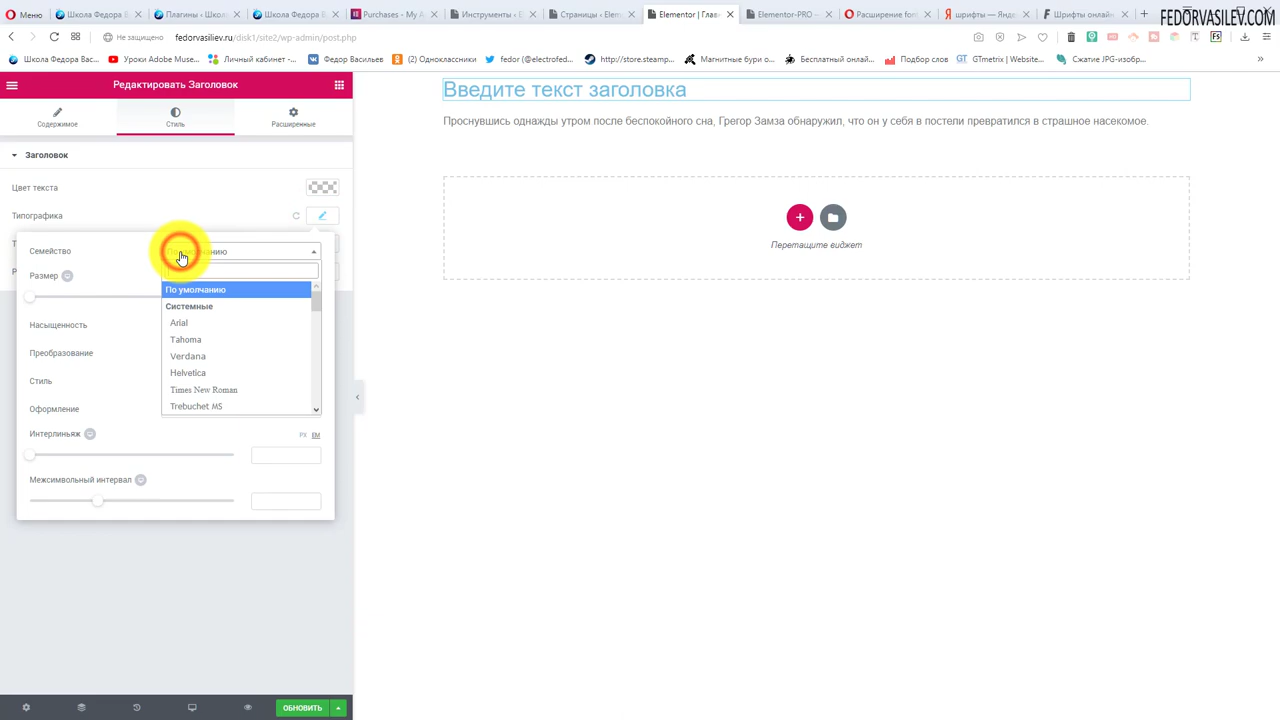 Меню
Школа Федора В
Плагины ‹ Школа
Школа Федора В
Purchases - My A
Инструменты ‹ Б
Страницы ‹ Elem
Elementor | Глав
Elementor-PRO –
Расширение fon
шрифты — Янде
Шрифты онлайн
FEDORVASILEV.COM
Не защищено
fedorvasiliev.ru/disk1/site2/wp-admin/post.php
Школа Федора Вас...
Уроки Adobe Muse...
Личный кабинет -...
Федор Васильев
(2) Одноклассники
fedor (@electrofed...
http://store.steamp...
Магнитные бури о...
Бесплатный онлай...
Подбор слов
GTmetrix | Website...
Сжатие JPG-изобр...
Редактировать Заголовок
Содержимое
Стиль
Расширенные
Заголовок
Цвет текста
Типографика
Семейство
По умолчанию
Размер
По умолчанию
Системные
Arial
Tahoma
Verdana
Helvetica
Times New Roman
Trebuchet MS
Насыщенность
Преобразование
Стиль
Оформление
Интерлиньяж
PX
EM
Межсимвольный интервал
ОБНОВИТЬ
Введите текст заголовка
Проснувшись однажды утром после беспокойного сна, Грегор Замза обнаружил, что он у себя в постели превратился в страшное насекомое.
Перетащите виджет